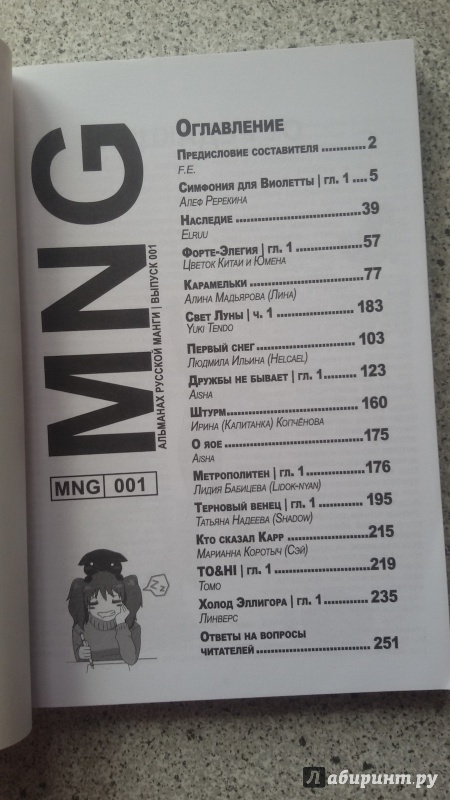 MNG
АЛЬМАНАХ РУССКОЙ МАНГИ | ВЫПУСК 001
MNG 001
ОГЛАВЛЕНИЕ
ПРЕДИСЛОВИЕ СОСТАВИТЕЛЯ ............ 2
F.E.
СИМФОНИЯ ДЛЯ ВИОЛЕТТЫ | ГЛ. 1 .... 5
АЛЕФ РЕРЕКИНА
НАСЛЕДИЕ ................................ 39
ELRUU
ФОРТЕ-ЭЛЕГИЯ | ГЛ. 1 ................ 57
ЦВЕТОК КИТАИ И ЮМЕНА
КАРАМЕЛЬКИ ............................ 77
АЛИНА МАДЬЯРОВА (ЛИНА)
СВЕТ ЛУНЫ | Ч. 1 .................... 183
YUKI TENDO
ПЕРВЫЙ СНЕГ .......................... 103
ЛЮДМИЛА ИЛЬИНА (HELCAEL)
ДРУЖБЫ НЕ БЫВАЕТ | ГЛ. 1 .......... 123
AISHA
ШТУРМ .................................. 160
ИРИНА (КАПИТАНКА) КОПЧЁНОВА
О ЯОЕ .................................. 175
AISHA
МЕТРОПОЛИТЕН | ГЛ. 1 .............. 176
ЛИДИЯ БАБИЦЕВА (LIDOK-NYAN)
ТЕРНОВЫЙ ВЕНЕЦ | ГЛ. 1 ............ 195
ТАТЬЯНА НАДЕЕВА (SHADOW)
КТО СКАЗАЛ КАРР .................... 215
МАРИАННА КОРОТЫЧ (СЭЙ)
TO&HI | ГЛ. 1 ........................ 219
ТОМО
ХОЛОД ЭЛЛИГОРА | ГЛ. 1 ............ 235
ЛИНВЕРС
ОТВЕТЫ НА ВОПРОСЫ
ЧИТАТЕЛЕЙ ............................ 251
Z Z
Лабиринт.ру